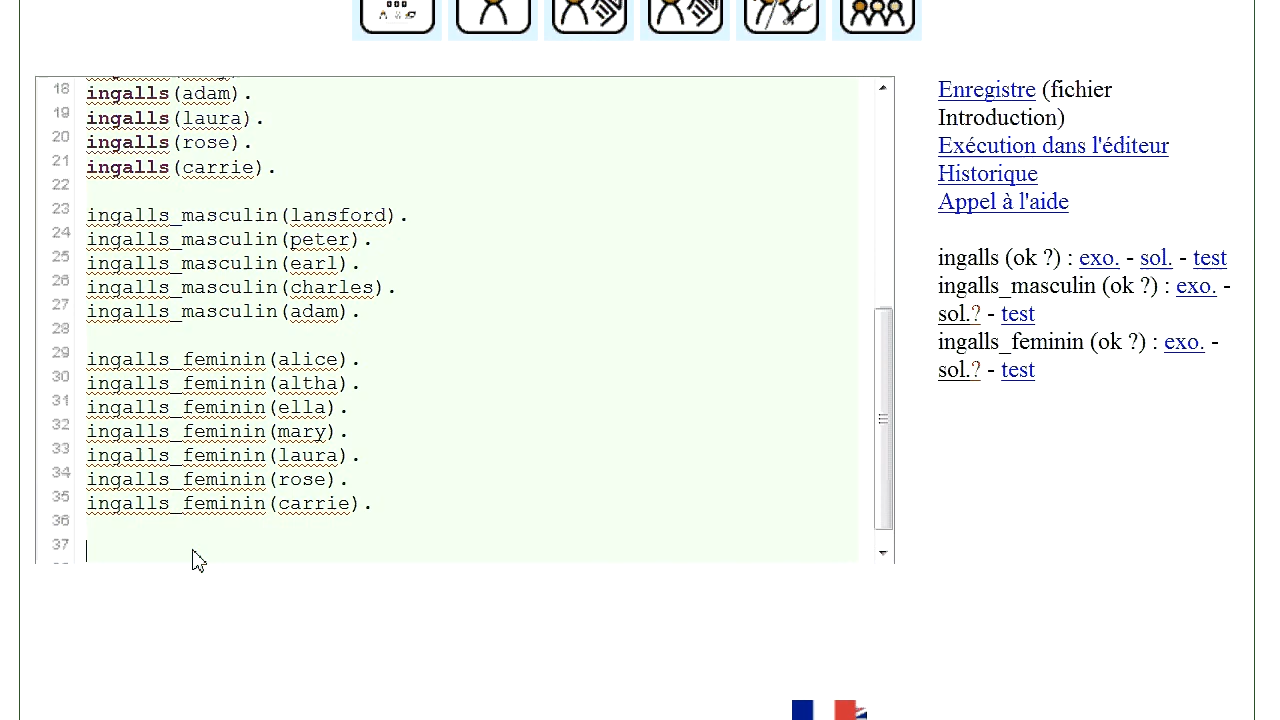 18 ingalls(adam).
19 ingalls(laura).
20 ingalls(rose).
21 ingalls(carrie).
22
23 ingalls_masculin(lansford).
24 ingalls_masculin(peter).
25 ingalls_masculin(earl).
26 ingalls_masculin(charles).
27 ingalls_masculin(adam).
28
29 ingalls_feminin(alice).
30 ingalls_feminin(altha).
31 ingalls_feminin(ella).
32 ingalls_feminin(mary).
33 ingalls_feminin(laura).
34 ingalls_feminin(rose).
35 ingalls_feminin(carrie).
36
37
Enregistre (fichier
Introduction)
Exécution dans l'éditeur
Historique
Appel à l'aide
ingalls (ok ?) : exo. - sol. - test
ingalls_masculin (ok ?) : exo. -
sol.? - test
ingalls_feminin (ok ?) : exo. -
sol.? - test